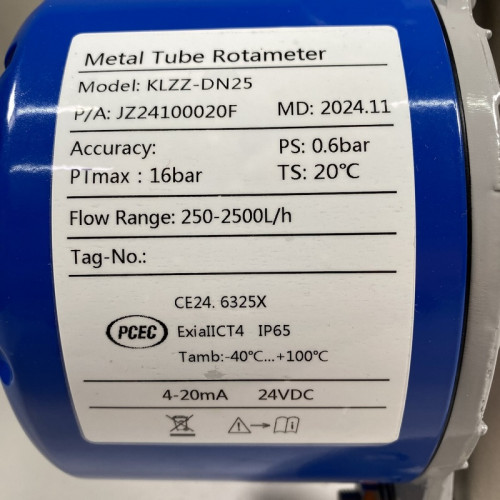 Metal Tube Rotameter
Model: KLZZ-DN25
P/A: JZ24100020F MD: 2024.11
Accuracy: PS: 0.6bar
PTmax : 16bar TS: 20℃
Flow Range: 250-2500L/h
Tag-No.:
CE24. 6325X
PCEC ExiaIICT4 IP65
Tamb:-40℃...+100℃
4-20mA 24VDC